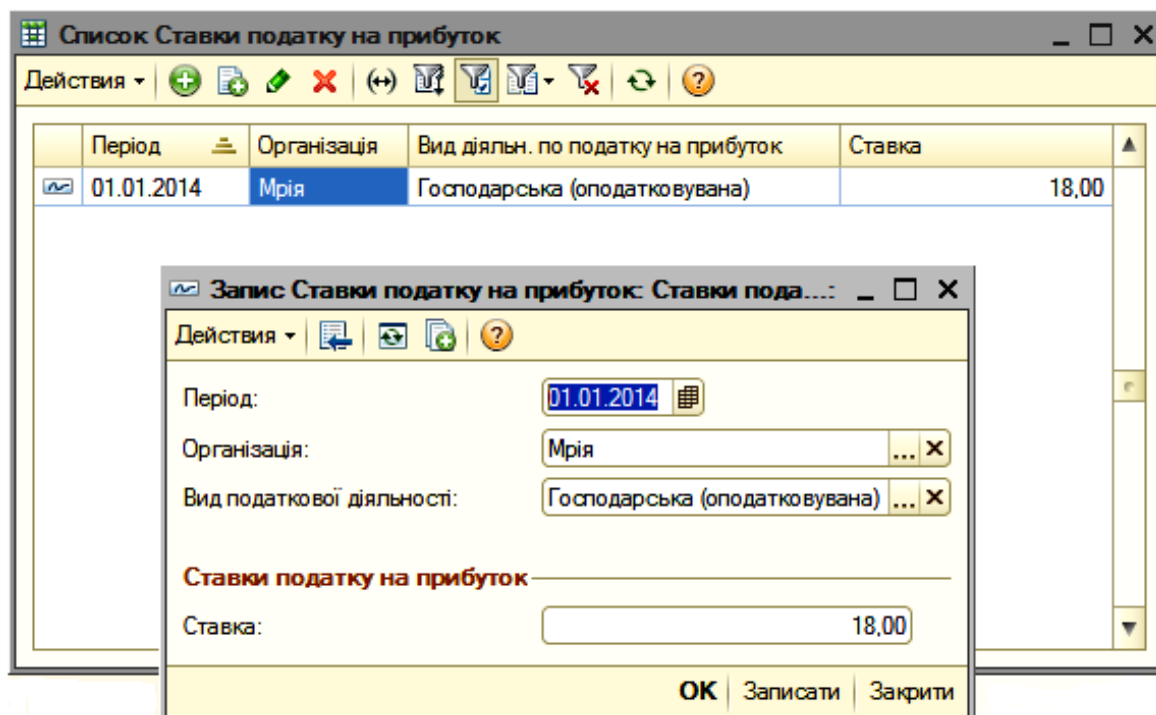 Список Ставки податку на прибуток
Действия
Період Організація Вид діяльн. по податку на прибуток Ставка
01.01.2014 Мрія Господарська (оподатковувана) 18,00
Запис Ставки податку на прибуток: Ставки пода...:
Действия
Період: 01.01.2014
Організація: Мрія ...
Вид податкової діяльності: Господарська (оподатковувана) ...
Ставки податку на прибуток
Ставка: 18,00
OK Записати Закрити